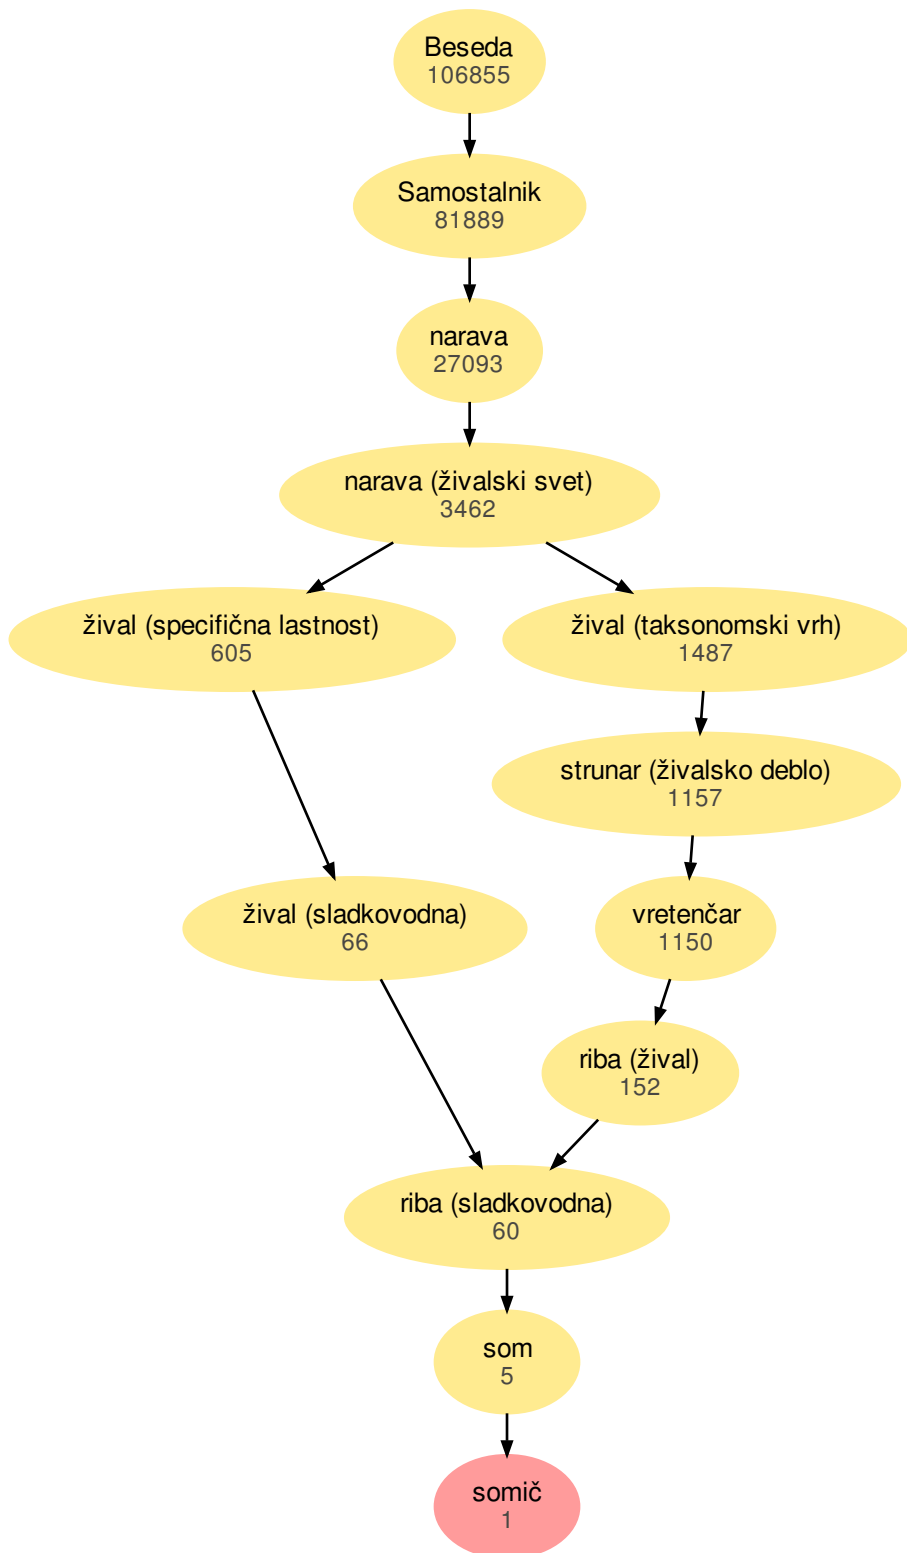 Beseda
106855
Samostalnik
81889
narava
27093
narava (živalski svet)
3462
žival (specifična lastnost)
605
žival (taksonomski vrh)
1487
strunar (živalsko deblo)
1157
žival (sladkovodna)
66
vretenčar
1150
riba (žival)
152
riba (sladkovodna)
60
som
5
somič
1